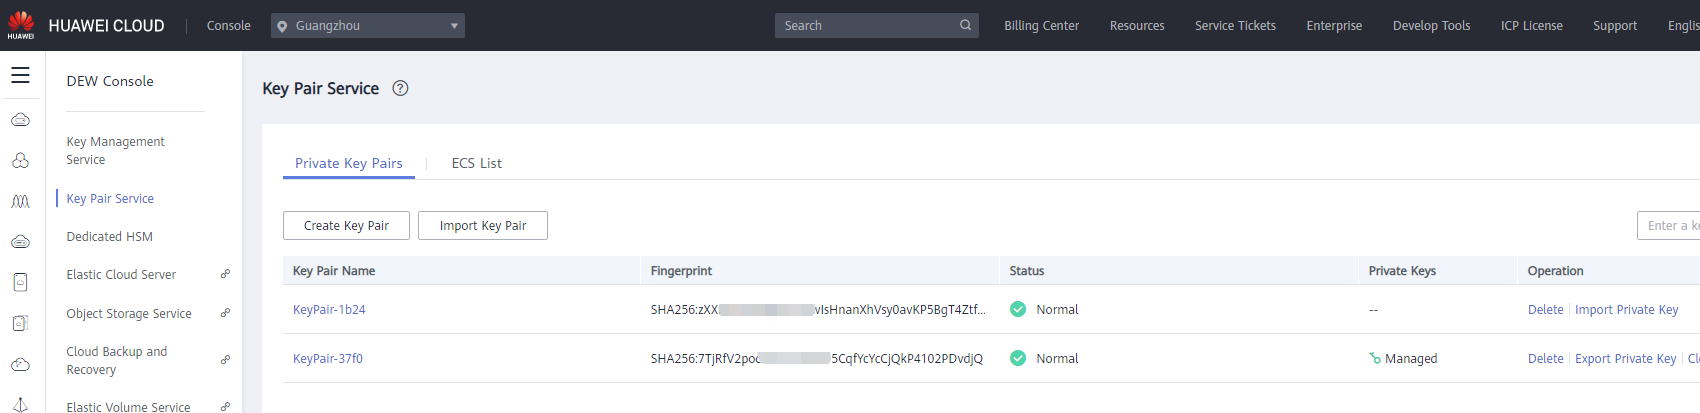 HUAWEI
HUAWEI CLOUD
Console
Guangzhou
Search
Billing Center
Resources
Service Tickets
Enterprise
Develop Tools
ICP License
Support
Englis
DEW Console
Key Management
Service
Key Pair Service
Dedicated HSM
Elastic Cloud Server
Object Storage Service
Cloud Backup and
Recovery
Elastic Volume Service
Key Pair Service ?
Private Key Pairs
ECS List
Create Key Pair
Import Key Pair
Enter a ke
Key Pair Name Fingerprint Status Private Keys Operation
KeyPair-1b24 SHA256:zXX vIsHnanXhVsy0avKP5BgT4Ztf... Normal -- Delete Import Private Key
KeyPair-37f0 SHA256:7TjRfV2poc 5CqfYcYcCjQkP4102PDvdjQ Normal Managed Delete Export Private Key Cl